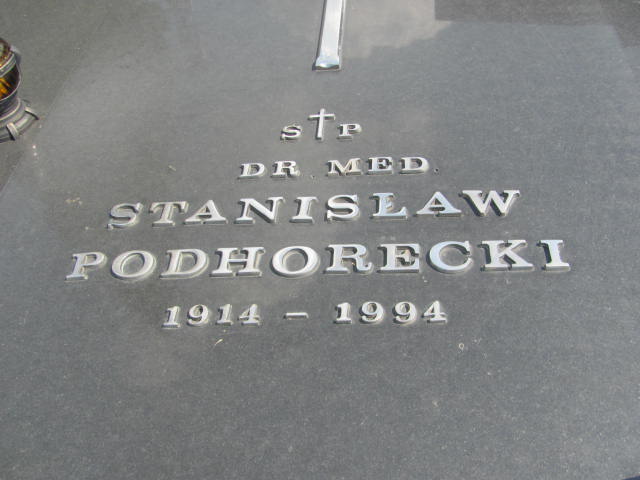 S✝P
DR. MED.
STANISŁAW
PODHORECKI
1914 – 1994